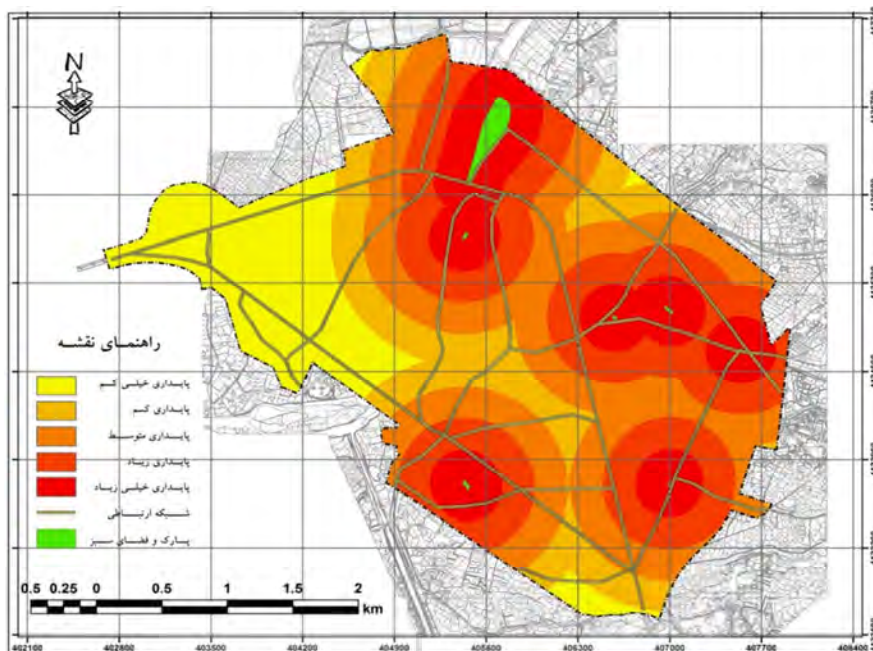 N
راهنمای نقشه
پایداری خیلی کم
پایداری کم
پایداری متوسط
پایداری زیاد
پایداری خیلی زیاد
شبکه ارتباطی
پارک و فضای سبز
0.5 0.25 0 0.5 1 1.5 2
km
402100 402800 403500 404200 404900 405600 406300 407000 407700 408400